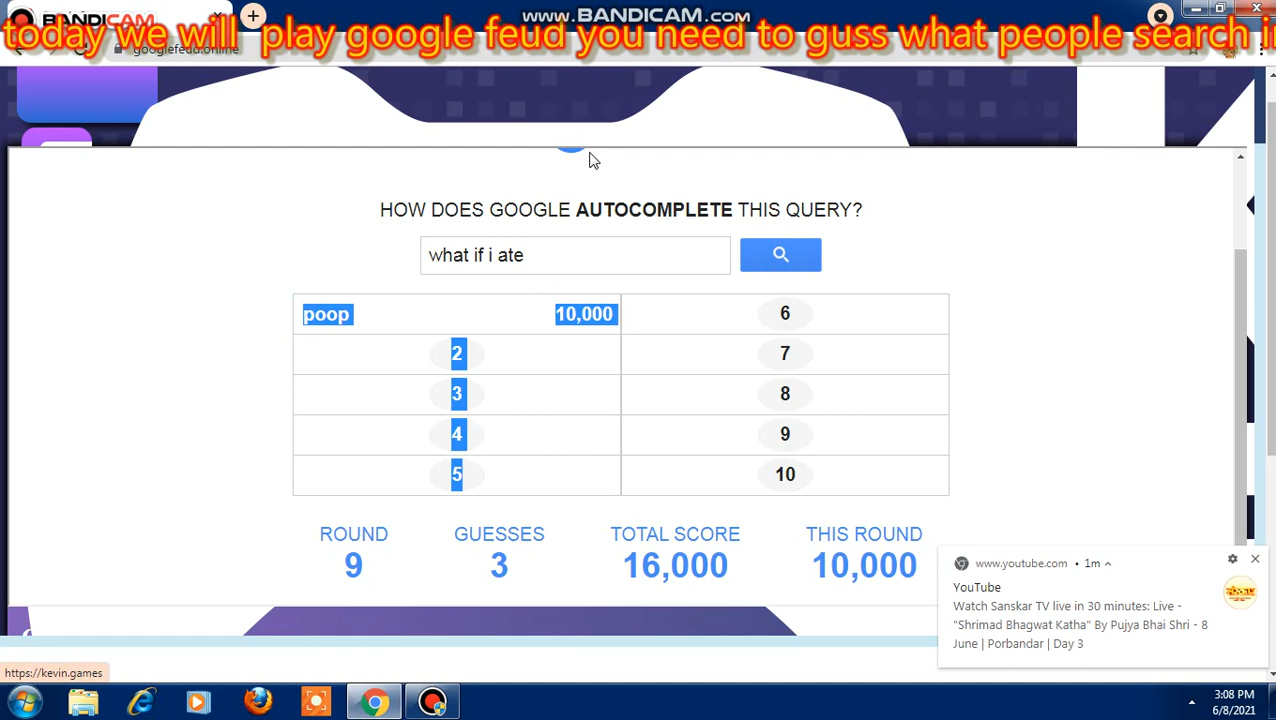 BANDICAM
www.BANDICAM.com
today we will play google feud you need to guss what people search i
googlefeud.online
HOW DOES GOOGLE AUTOCOMPLETE THIS QUERY?
what if i ate
poop 10,000 6
2 7
3 8
4 9
5 10
ROUND GUESSES TOTAL SCORE THIS ROUND
9 3 16,000 10,000
www.youtube.com • 1m
YouTube
Watch Sanskar TV live in 30 minutes: Live -
"Shrimad Bhagwat Katha" By Pujya Bhai Shri - 8
June | Porbandar | Day 3
https://kevin.games
3:08 PM
6/8/2021